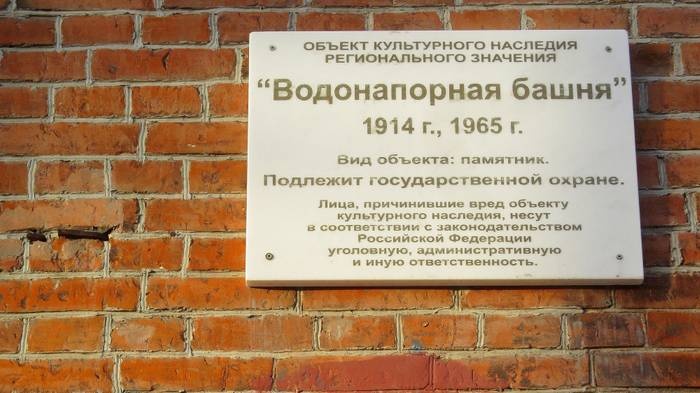 ОБЪЕКТ КУЛЬТУРНОГО НАСЛЕДИЯ
РЕГИОНАЛЬНОГО ЗНАЧЕНИЯ
“Водонапорная башня”
1914 г., 1965 г.
Вид объекта: памятник.
Подлежит государственной охране.
Лица, причинившие вред объекту
культурного наследия, несут
в соответствии с законодательством
Российской Федерации
уголовную, административную
и иную ответственность.